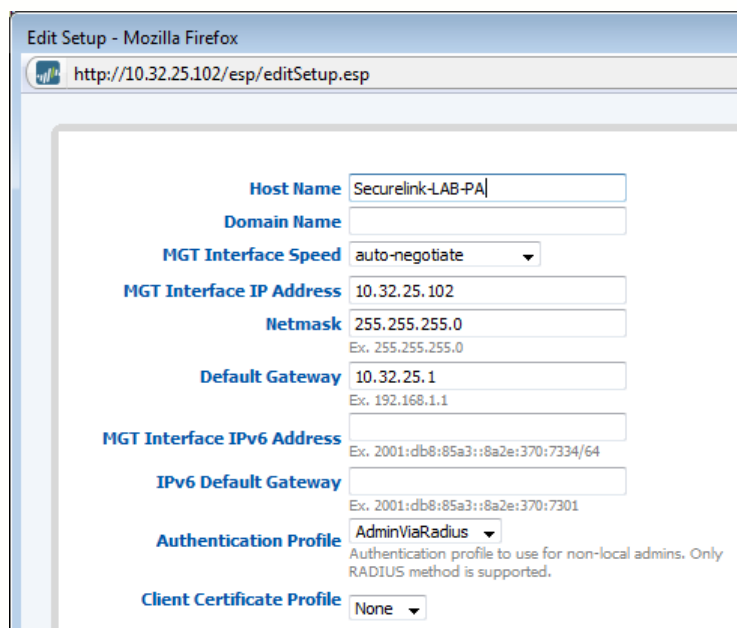 Edit Setup - Mozilla Firefox
http://10.32.25.102/esp/editSetup.esp
Host Name Securelink-LAB-PA
Domain Name
MGT Interface Speed auto-negotiate
MGT Interface IP Address 10.32.25.102
Netmask 255.255.255.0
Ex. 255.255.255.0
Default Gateway 10.32.25.1
Ex. 192.168.1.1
MGT Interface IPv6 Address
Ex. 2001:db8:85a3::8a2e:370:7334/64
IPv6 Default Gateway
Ex. 2001:db8:85a3::8a2e:370:7301
Authentication Profile AdminViaRadius
Authentication profile to use for non-local admins. Only
RADIUS method is supported.
Client Certificate Profile None